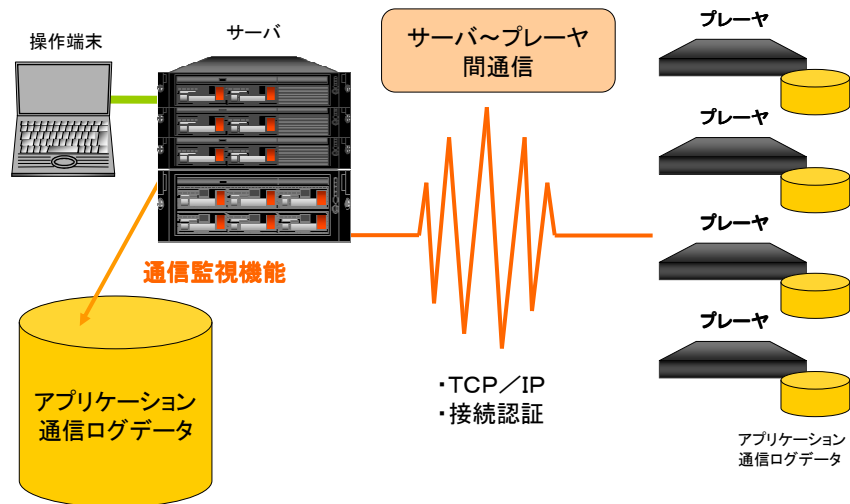 操作端末
サーバ
サーバ～プレーヤ
間通信
プレーヤ
プレーヤ
プレーヤ
プレーヤ
通信監視機能
アプリケーション
通信ログデータ
・TCP／IP
・接続認証
アプリケーション
通信ログデータ